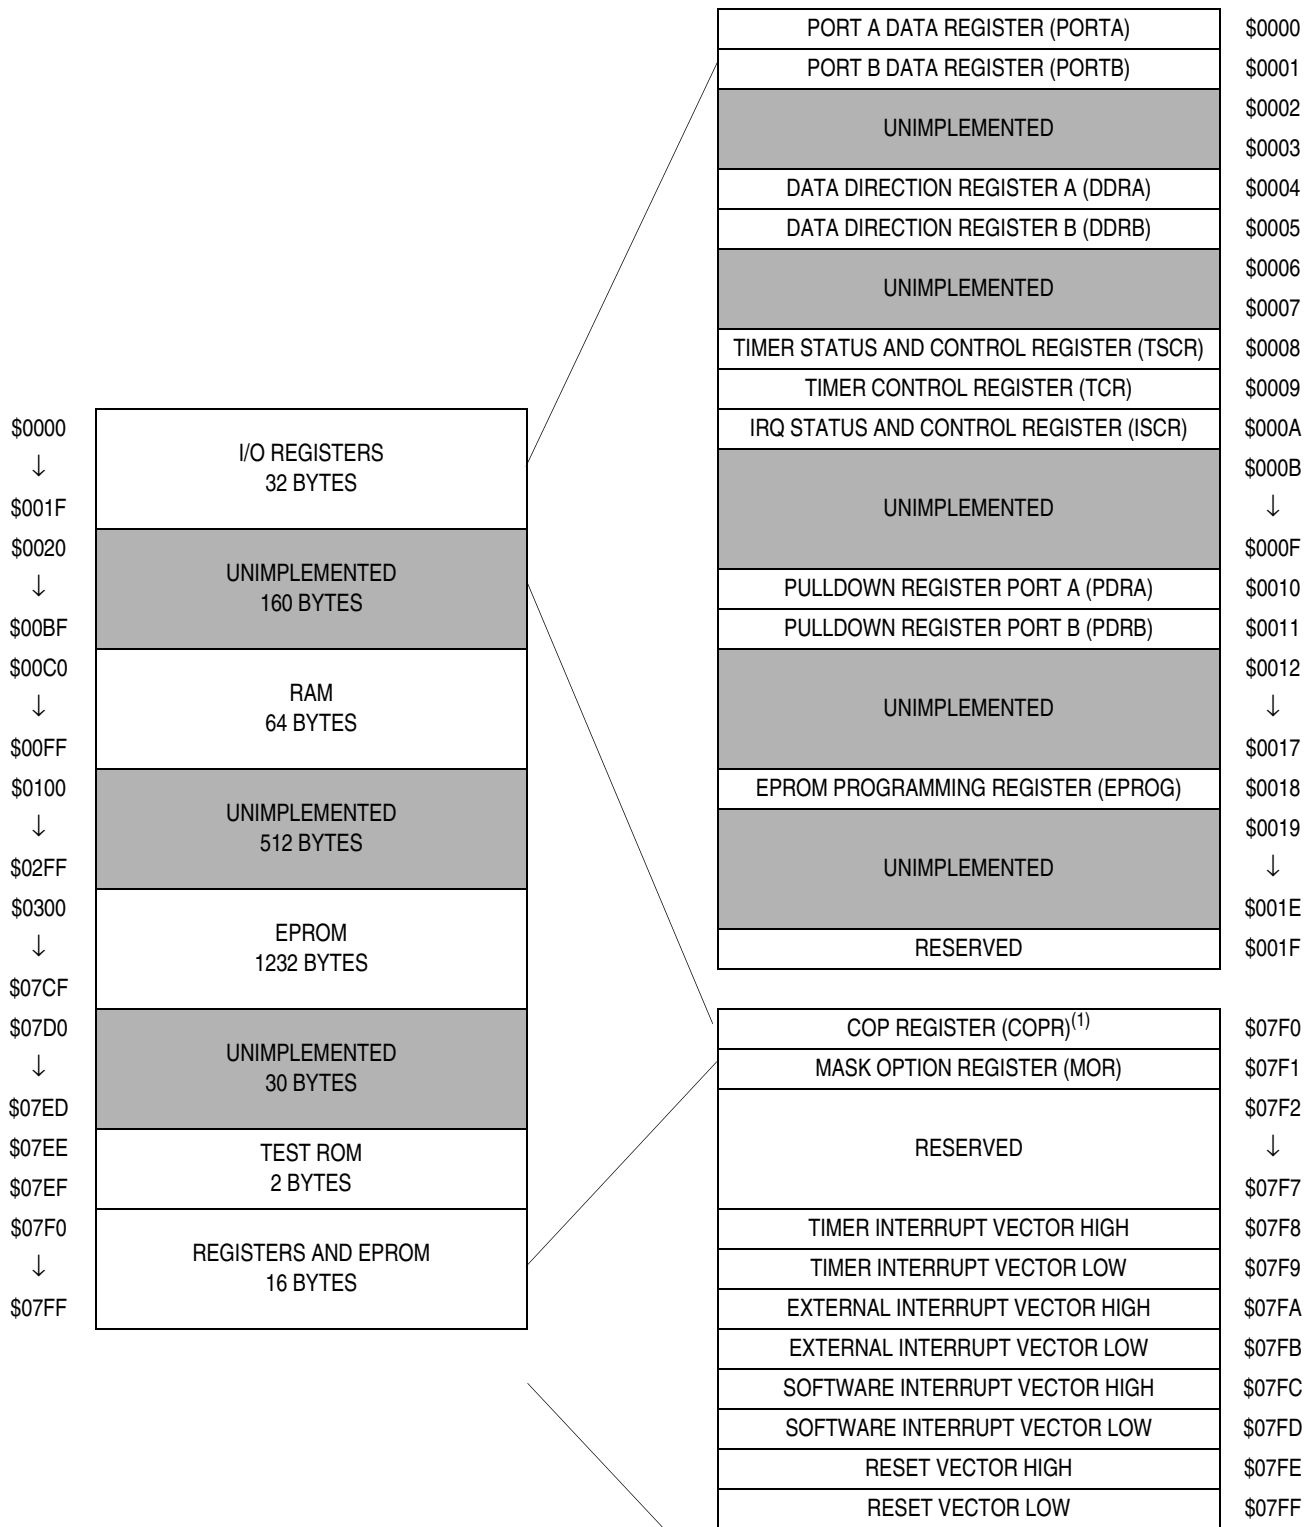 $0000
↓
$001F
I/O REGISTERS
32 BYTES
$0020
↓
$00BF
UNIMPLEMENTED
160 BYTES
$00C0
↓
$00FF
RAM
64 BYTES
$0100
↓
$02FF
UNIMPLEMENTED
512 BYTES
$0300
↓
$07CF
EPROM
1232 BYTES
$07D0
↓
$07ED
UNIMPLEMENTED
30 BYTES
$07EE
$07EF
TEST ROM
2 BYTES
$07F0
↓
$07FF
REGISTERS AND EPROM
16 BYTES
PORT A DATA REGISTER (PORTA) $0000
PORT B DATA REGISTER (PORTB) $0001
UNIMPLEMENTED
$0002
$0003
DATA DIRECTION REGISTER A (DDRA) $0004
DATA DIRECTION REGISTER B (DDRB) $0005
UNIMPLEMENTED
$0006
$0007
TIMER STATUS AND CONTROL REGISTER (TSCR) $0008
TIMER CONTROL REGISTER (TCR) $0009
IRQ STATUS AND CONTROL REGISTER (ISCR) $000A
UNIMPLEMENTED
$000B
↓
$000F
PULLDOWN REGISTER PORT A (PDRA) $0010
PULLDOWN REGISTER PORT B (PDRB) $0011
UNIMPLEMENTED
$0012
↓
$0017
EPROM PROGRAMMING REGISTER (EPROG) $0018
UNIMPLEMENTED
$0019
↓
$001E
RESERVED $001F
COP REGISTER (COPR)(1) $07F0
MASK OPTION REGISTER (MOR) $07F1
RESERVED
$07F2
↓
$07F7
TIMER INTERRUPT VECTOR HIGH $07F8
TIMER INTERRUPT VECTOR LOW $07F9
EXTERNAL INTERRUPT VECTOR HIGH $07FA
EXTERNAL INTERRUPT VECTOR LOW $07FB
SOFTWARE INTERRUPT VECTOR HIGH $07FC
SOFTWARE INTERRUPT VECTOR LOW $07FD
RESET VECTOR HIGH $07FE
RESET VECTOR LOW $07FF